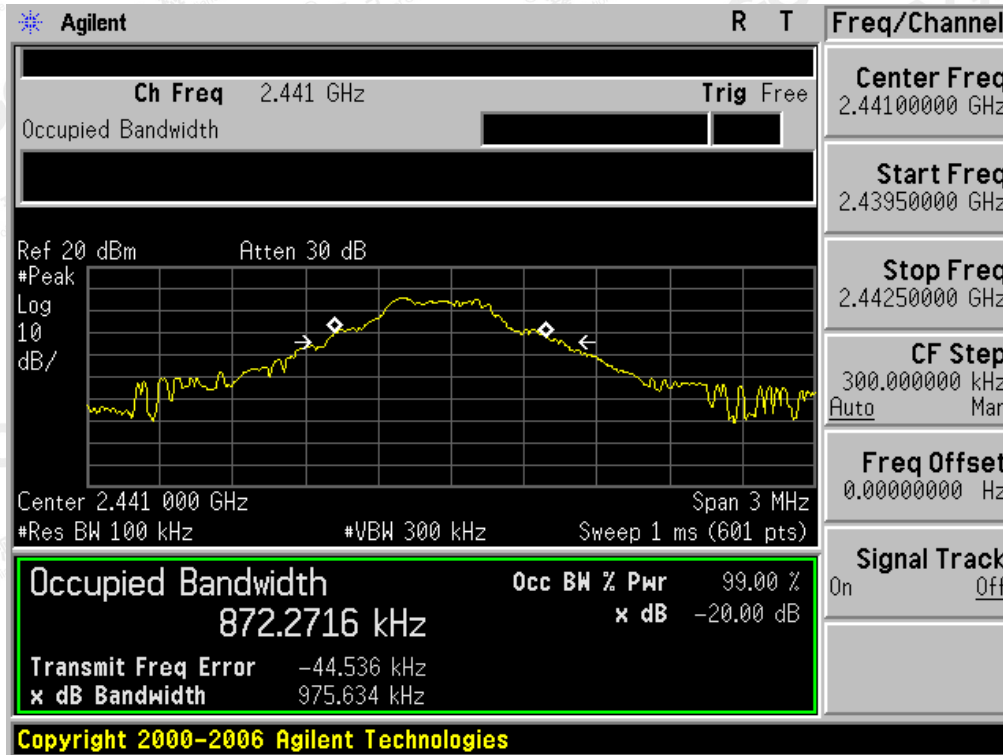 Agilent R T Freq/Channel
Ch Freq 2.441 GHz Trig Free
Occupied Bandwidth
Center Freq
2.44100000 GHz
Start Freq
2.43950000 GHz
Stop Freq
2.44250000 GHz
CF Step
300.000000 kHz
Auto Man
Freq Offset
0.00000000 Hz
Signal Track
On Off
Ref 20 dBm Atten 30 dB
#Peak
Log
10
dB/
Center 2.441 000 GHz Span 3 MHz
#Res BW 100 kHz #VBW 300 kHz Sweep 1 ms (601 pts)
Occupied Bandwidth Occ BW % Pwr 99.00 %
872.2716 kHz x dB -20.00 dB
Transmit Freq Error -44.536 kHz
x dB Bandwidth 975.634 kHz
Copyright 2000-2006 Agilent Technologies